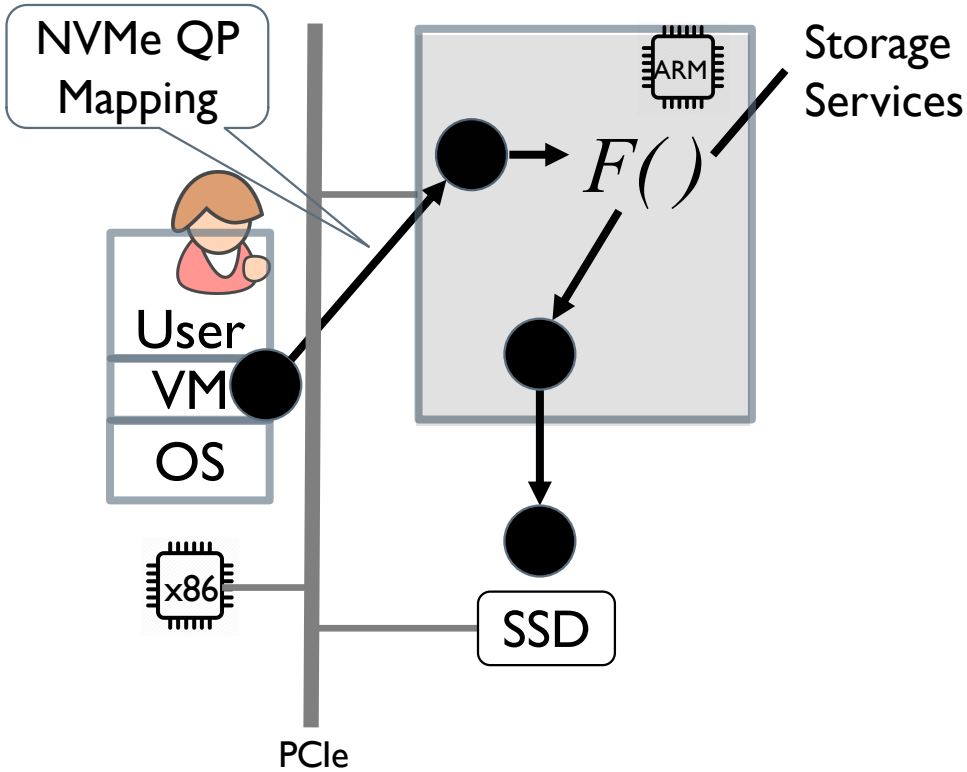 NVMe QP
Mapping
ARM
Storage
Services
F( )
User
VM
OS
x86
SSD
PCIe